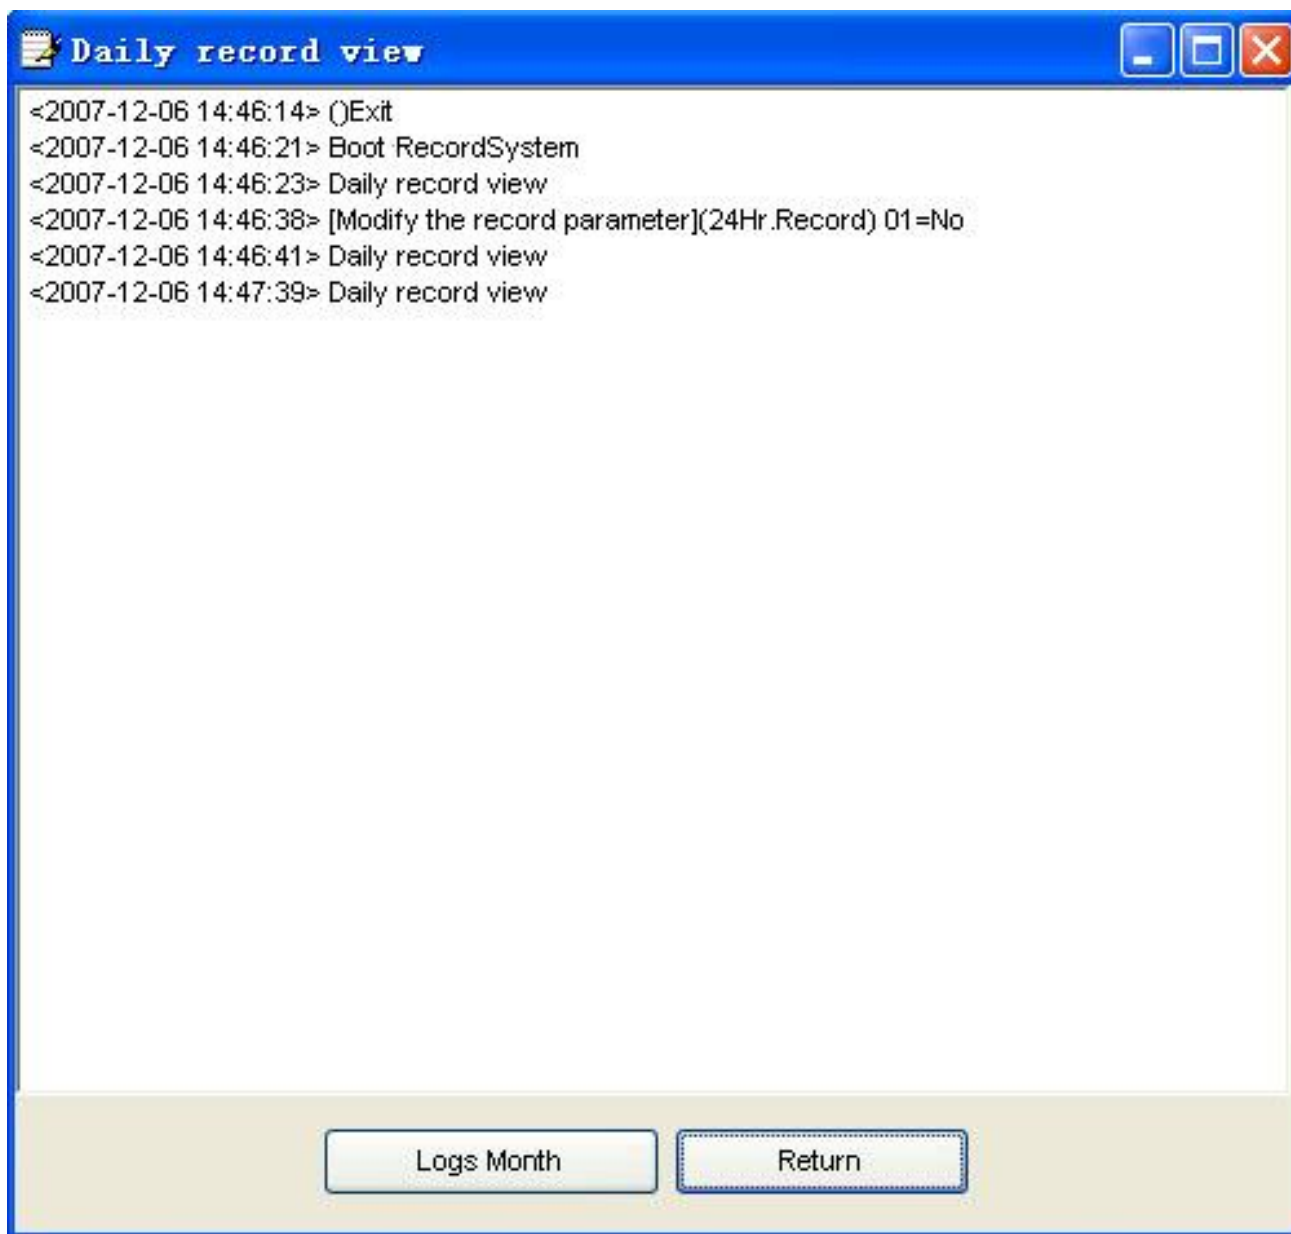 Daily record view
<2007-12-06 14:46:14> ()Exit
<2007-12-06 14:46:21> Boot RecordSystem
<2007-12-06 14:46:23> Daily record view
<2007-12-06 14:46:38> [Modify the record parameter](24Hr.Record) 01=No
<2007-12-06 14:46:41> Daily record view
<2007-12-06 14:47:39> Daily record view
Logs Month
Return